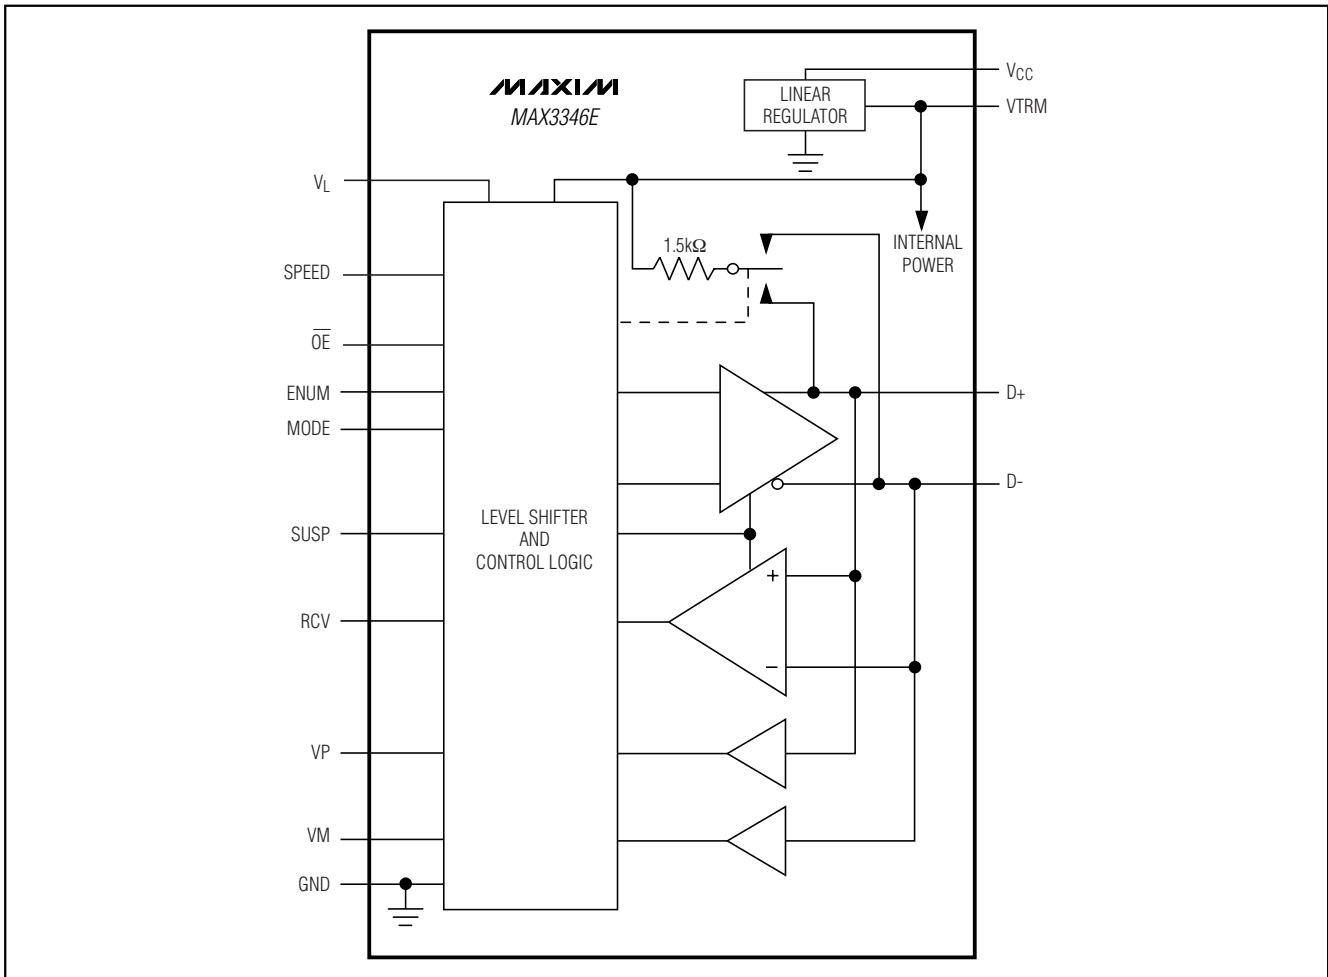 MAXIM
MAX3346E
VCC
LINEAR
REGULATOR
VTRM
VL
INTERNAL
POWER
1.5kΩ
SPEED
OE
ENUM
MODE
D+
D-
LEVEL SHIFTER
AND
CONTROL LOGIC
SUSP
+
RCV
−
VP
VM
GND